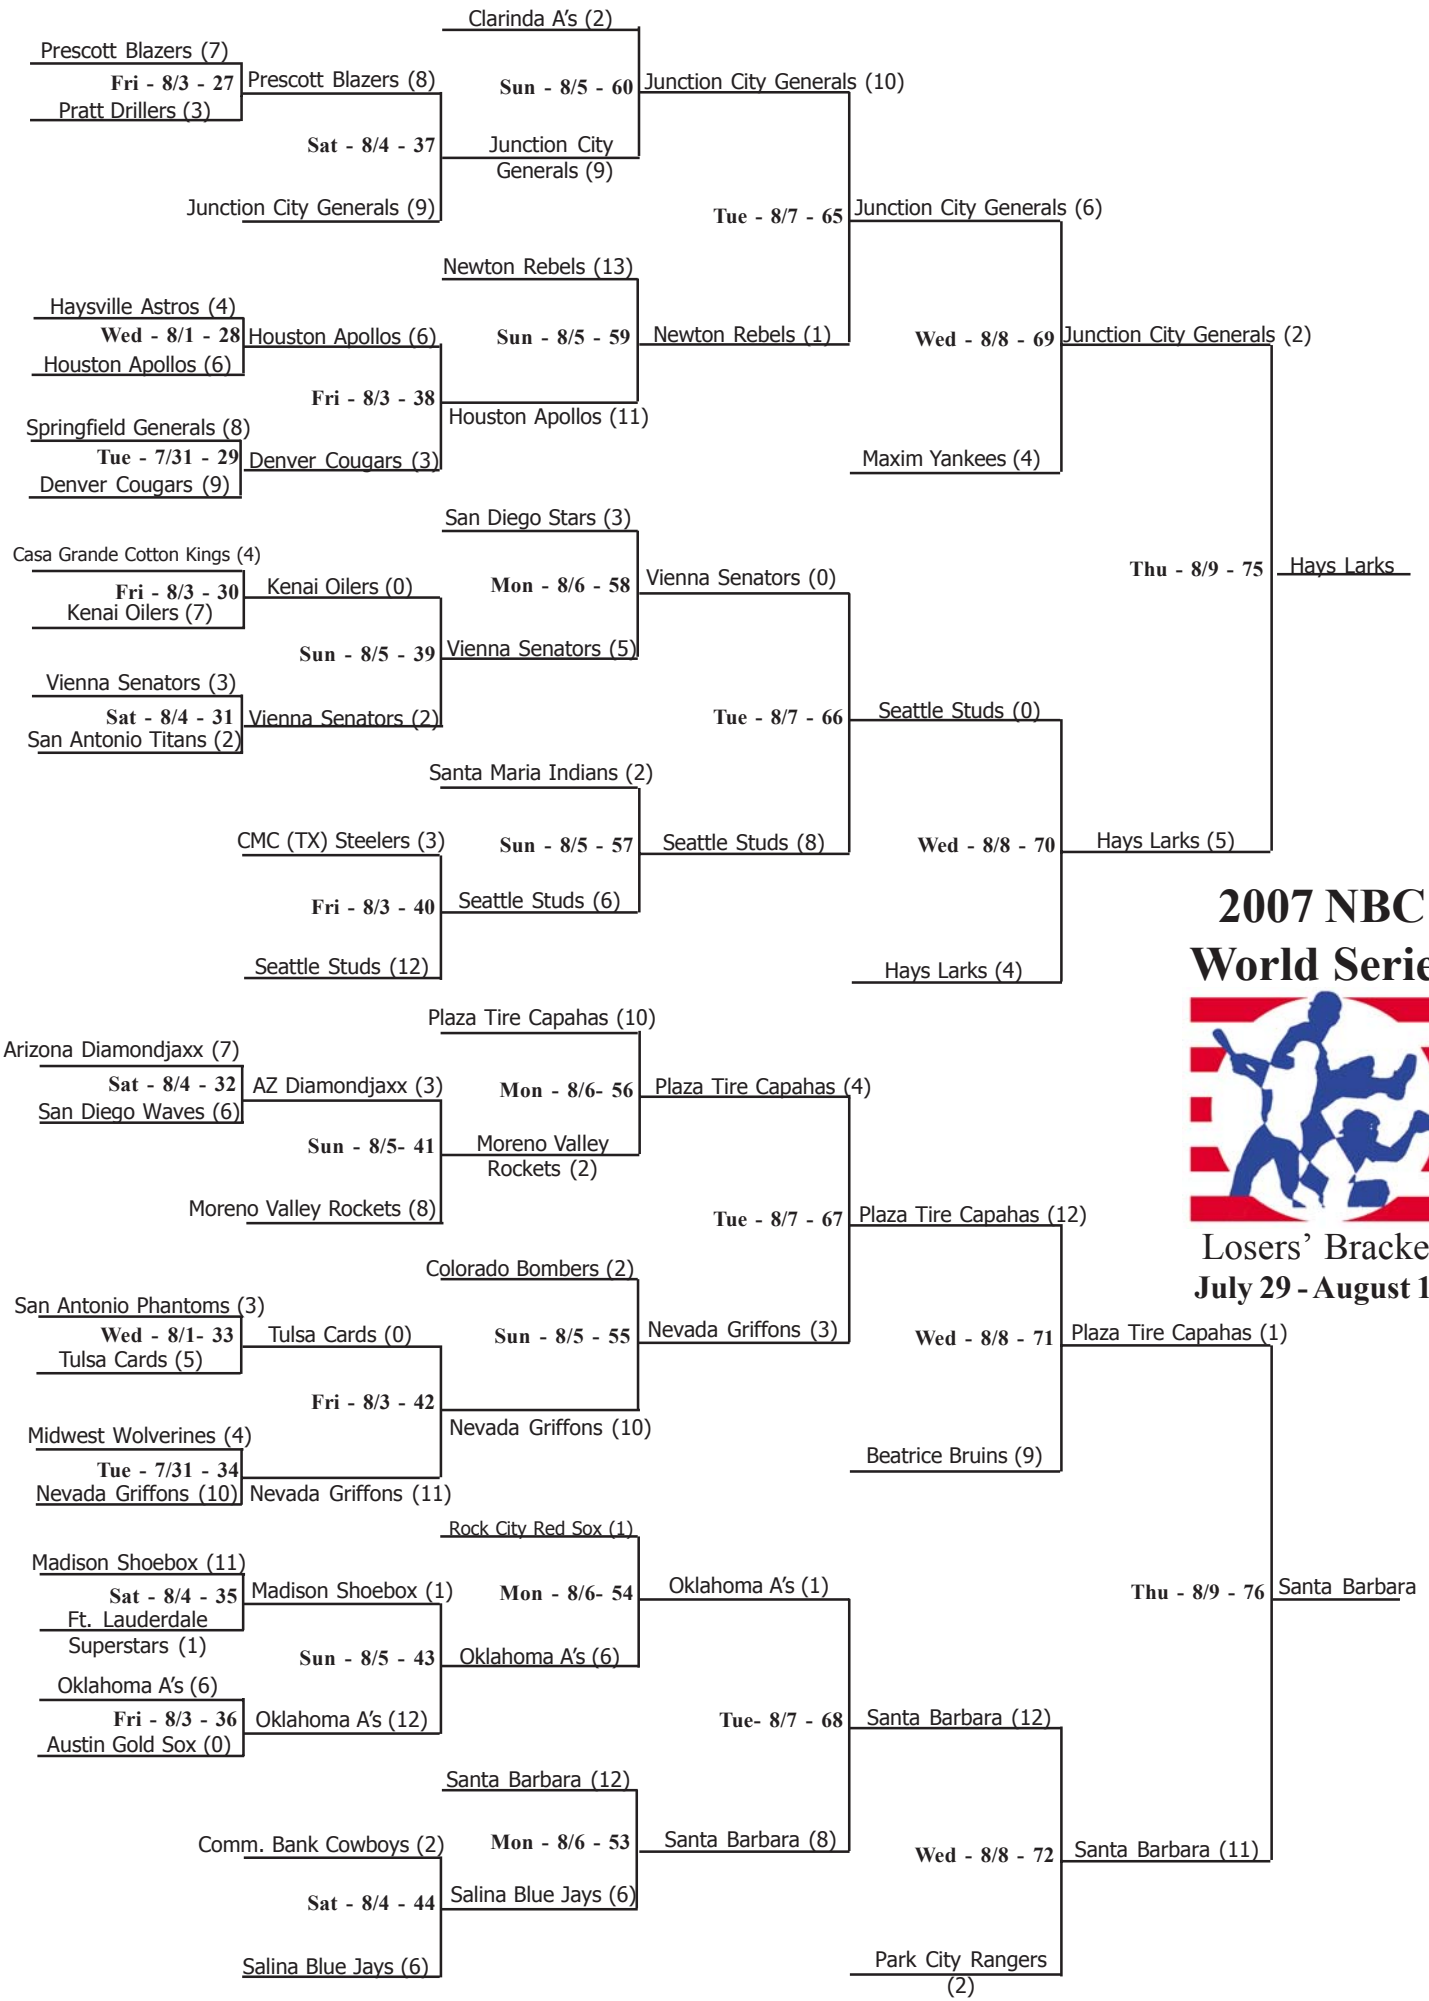 Clarinda A's (2)
Prescott Blazers (7)
Fri - 8/3 - 27
Prescott Blazers (8)
Sun - 8/5 - 60
Junction City Generals (10)
Pratt Drillers (3)
Sat - 8/4 - 37
Junction City
Generals (9)
Junction City Generals (9)
Tue - 8/7 - 65
Junction City Generals (6)
Newton Rebels (13)
Haysville Astros (4)
Wed - 8/1 - 28
Houston Apollos (6)
Sun - 8/5 - 59
Newton Rebels (1)
Wed - 8/8 - 69
Junction City Generals (2)
Houston Apollos (6)
Fri - 8/3 - 38
Houston Apollos (11)
Springfield Generals (8)
Tue - 7/31 - 29
Denver Cougars (3)
Maxim Yankees (4)
Denver Cougars (9)
San Diego Stars (3)
Casa Grande Cotton Kings (4)
Fri - 8/3 - 30
Kenai Oilers (0)
Mon - 8/6 - 58
Vienna Senators (0)
Thu - 8/9 - 75
Hays Larks
Kenai Oilers (7)
Sun - 8/5 - 39
Vienna Senators (5)
Vienna Senators (3)
Sat - 8/4 - 31
Vienna Senators (2)
Tue - 8/7 - 66
Seattle Studs (0)
San Antonio Titans (2)
Santa Maria Indians (2)
CMC (TX) Steelers (3)
Sun - 8/5 - 57
Seattle Studs (8)
Wed - 8/8 - 70
Hays Larks (5)
Fri - 8/3 - 40
Seattle Studs (6)
Seattle Studs (12)
Hays Larks (4)
2007 NBC
World Serie
Plaza Tire Capahas (10)
Arizona Diamondjaxx (7)
Sat - 8/4 - 32
AZ Diamondjaxx (3)
Mon - 8/6- 56
Plaza Tire Capahas (4)
San Diego Waves (6)
Sun - 8/5- 41
Moreno Valley
Rockets (2)
Moreno Valley Rockets (8)
Tue - 8/7 - 67
Plaza Tire Capahas (12)
Losers' Bracke
July 29 - August 1
Colorado Bombers (2)
San Antonio Phantoms (3)
Wed - 8/1- 33
Tulsa Cards (0)
Sun - 8/5 - 55
Nevada Griffons (3)
Wed - 8/8 - 71
Plaza Tire Capahas (1)
Tulsa Cards (5)
Fri - 8/3 - 42
Nevada Griffons (10)
Midwest Wolverines (4)
Tue - 7/31 - 34
Beatrice Bruins (9)
Nevada Griffons (10)
Nevada Griffons (11)
Rock City Red Sox (1)
Madison Shoebox (11)
Sat - 8/4 - 35
Madison Shoebox (1)
Mon - 8/6- 54
Oklahoma A's (1)
Thu - 8/9 - 76
Santa Barbara
Ft. Lauderdale
Superstars (1)
Sun - 8/5 - 43
Oklahoma A's (6)
Oklahoma A's (6)
Fri - 8/3 - 36
Oklahoma A's (12)
Tue- 8/7 - 68
Santa Barbara (12)
Austin Gold Sox (0)
Santa Barbara (12)
Comm. Bank Cowboys (2)
Mon - 8/6 - 53
Santa Barbara (8)
Wed - 8/8 - 72
Santa Barbara (11)
Sat - 8/4 - 44
Salina Blue Jays (6)
Salina Blue Jays (6)
Park City Rangers
(2)